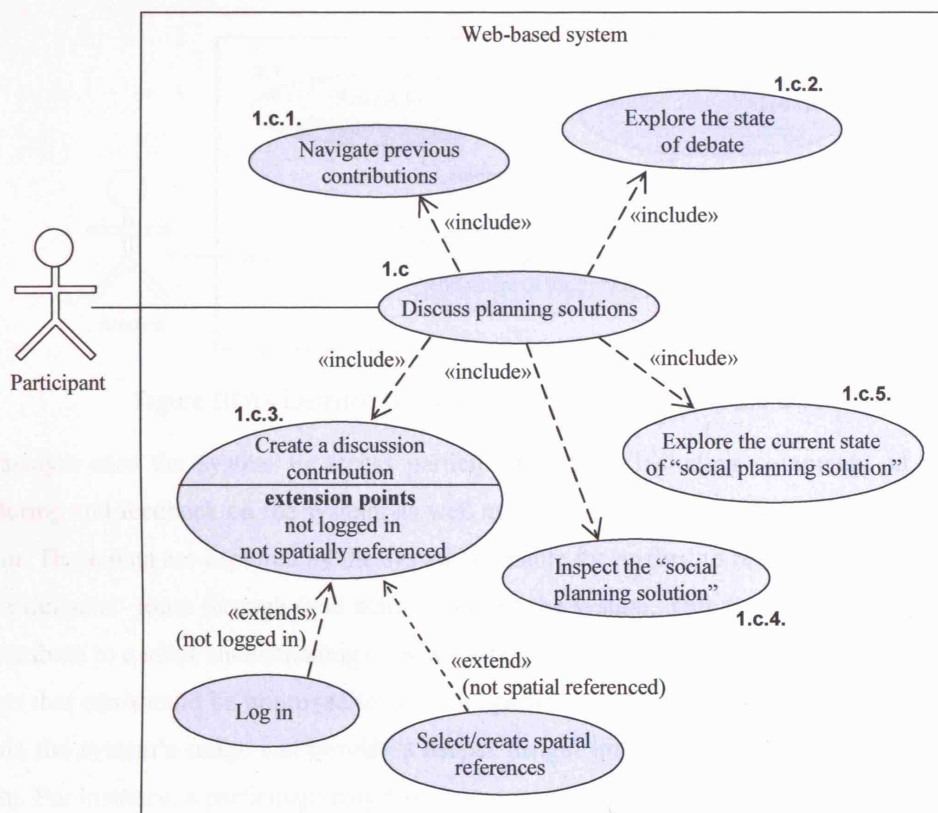 Web-based system
1.c.2.
Explore the state
of debate
1.c.1.
Navigate previous
contributions
«include»
«include»
1.c
Discuss planning solutions
Participant
«include»
«include»
«include»
1.c.3.
Create a discussion
contribution
extension points
not logged in
not spatially referenced
1.c.5.
Explore the current state
of “social planning solution”
Inspect the “social
planning solution”
1.c.4.
«extends»
(not logged in)
«extend»
(not spatial referenced)
Log in
Select/create spatial
references